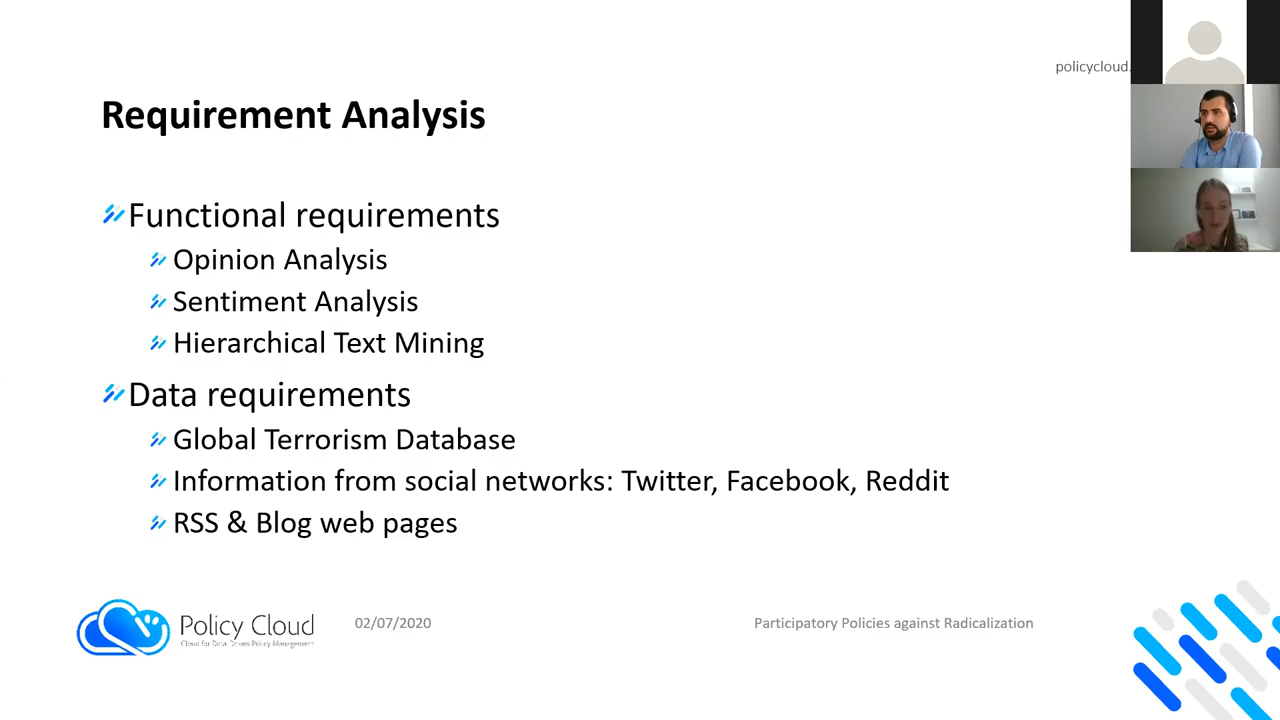 policycloud.
Requirement Analysis
Functional requirements
Opinion Analysis
Sentiment Analysis
Hierarchical Text Mining
Data requirements
Global Terrorism Database
Information from social networks: Twitter, Facebook, Reddit
RSS & Blog web pages
Policy Cloud
Cloud for Data-Driven Policy Management
02/07/2020
Participatory Policies against Radicalization